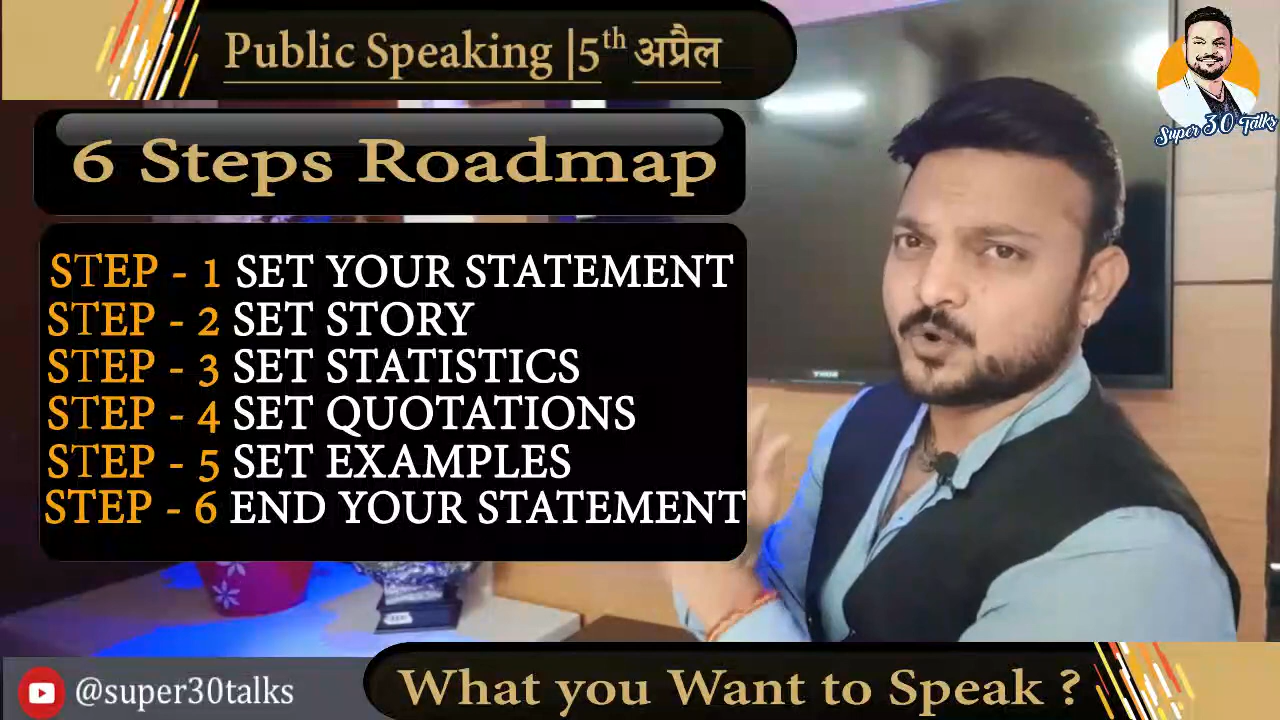 Public Speaking |5th अप्रैल
Super 30 Talks
6 Steps Roadmap
STEP - 1 SET YOUR STATEMENT
STEP - 2 SET STORY
STEP - 3 SET STATISTICS
STEP - 4 SET QUOTATIONS
STEP - 5 SET EXAMPLES
STEP - 6 END YOUR STATEMENT
@super30talks
What you Want to Speak ?